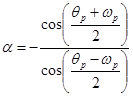 α = − cos((θₚ + ωₚ)/2) / cos((θₚ − ωₚ)/2)